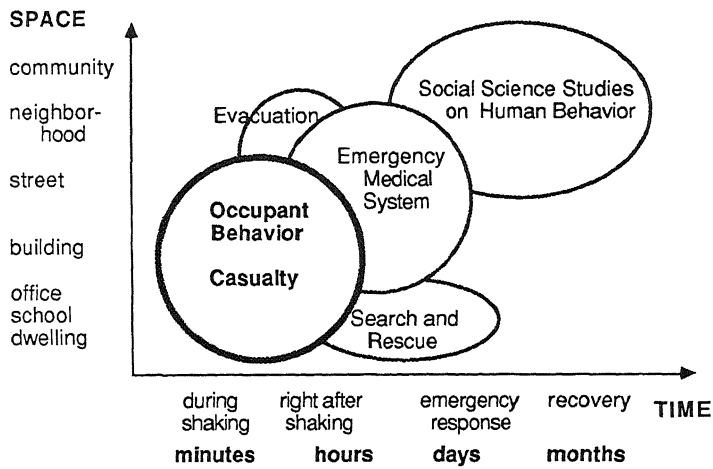 SPACE
community
neighbor-
hood
street
building
office
school
dwelling
Evacuation
Social Science Studies
on Human Behavior
Emergency
Medical
System
Occupant
Behavior
Casualty
Search and
Rescue
during
shaking
right after
shaking
emergency
response
recovery
TIME
minutes
hours
days
months